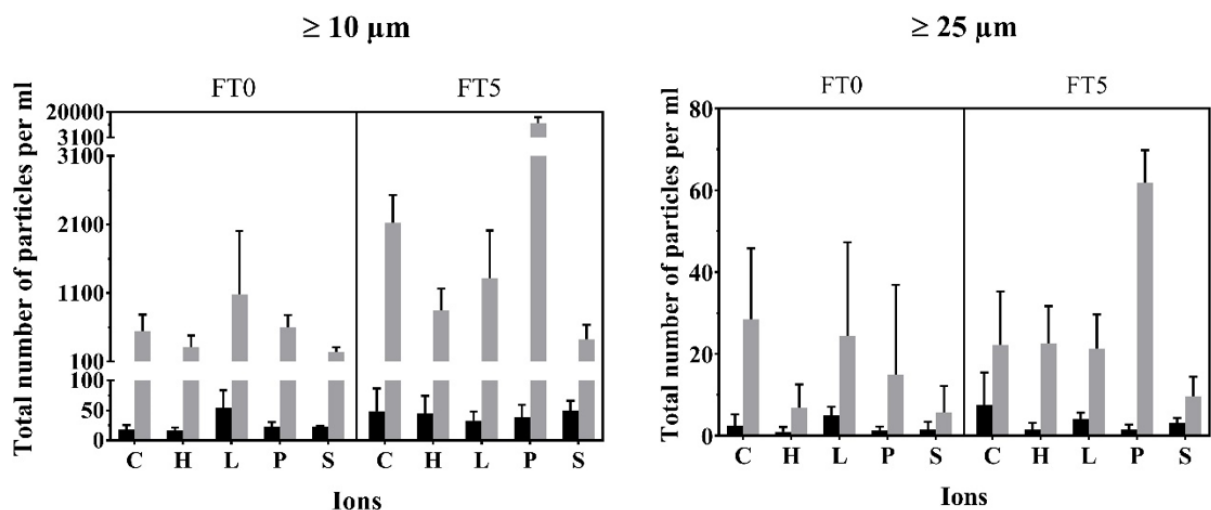 ≥ 10 µm
FT0 FT5
Total number of particles per ml
20000
3100
3100
2100
1100
100
100
50
0
C H L P S C H L P S
Ions
≥ 25 µm
FT0 FT5
Total number of particles per ml
80
60
40
20
0
C H L P S C H L P S
Ions